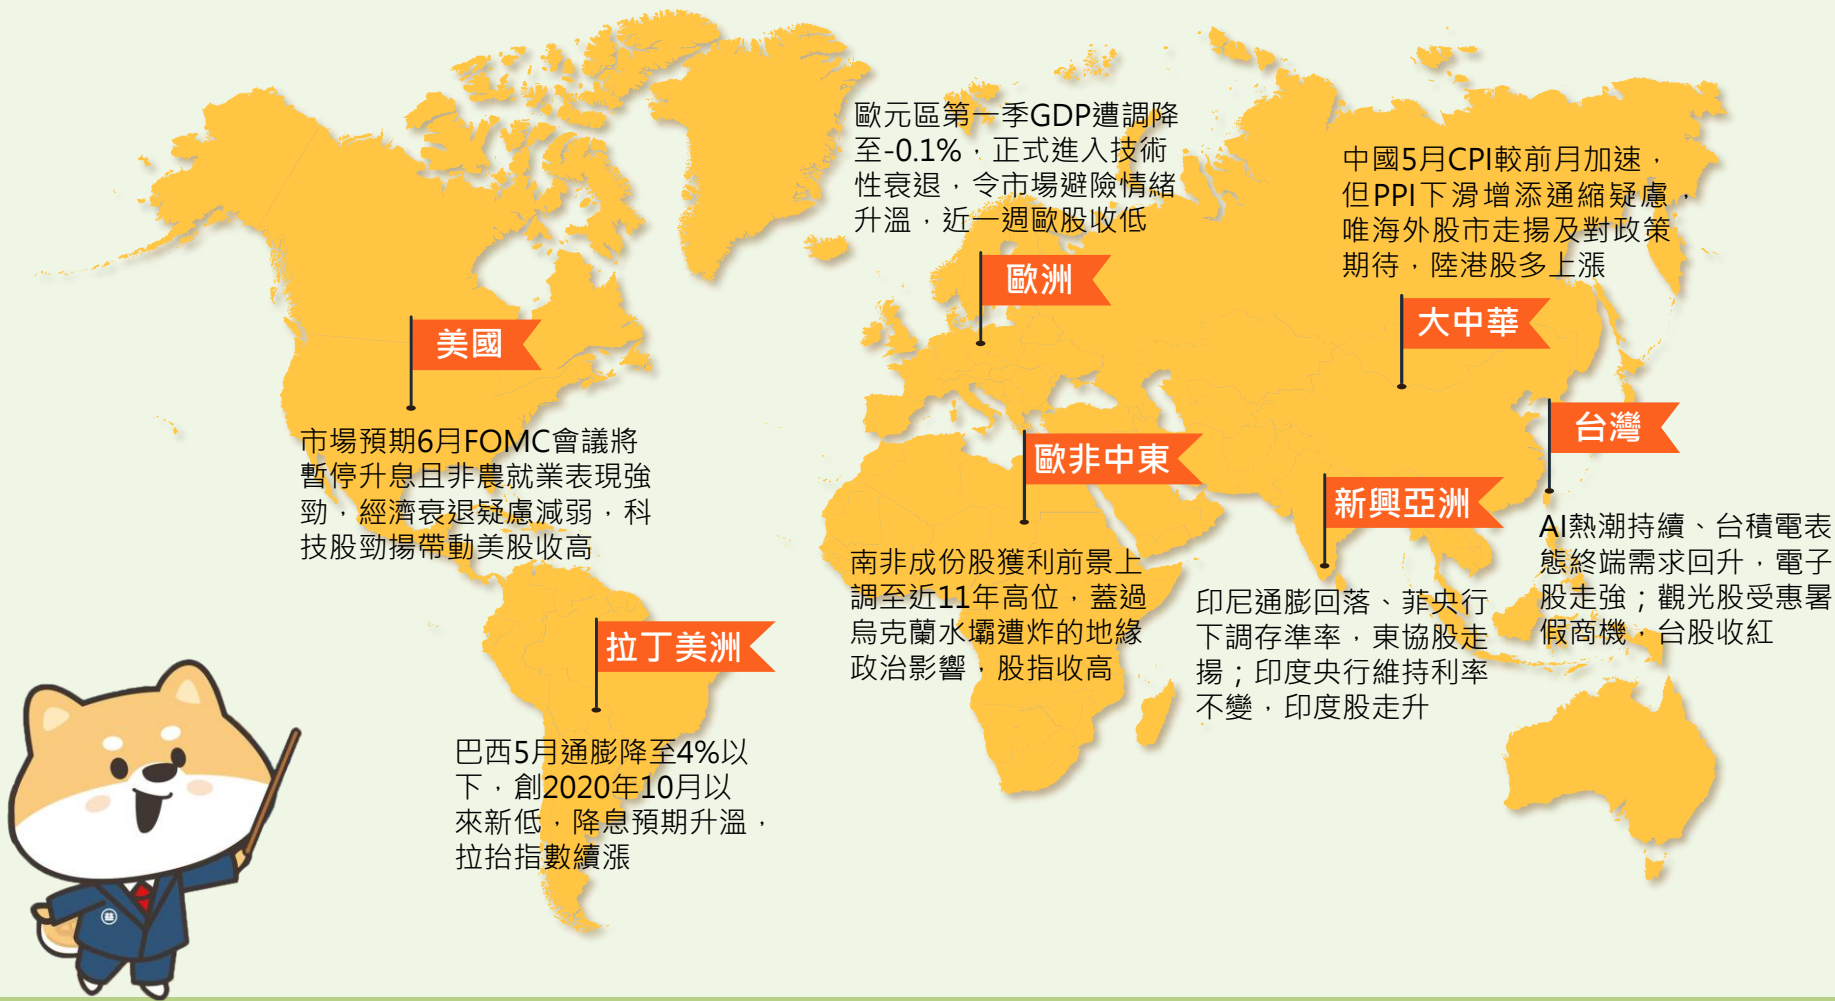 歐元區第一季GDP遭調降
至-0.1%，正式進入技術
性衰退，令市場避險情緒
升溫，近一週歐股收低
歐洲
中國5月CPI較前月加速，
但PPI下滑增添通縮疑慮，
唯海外股市走揚及對政策
期待，陸港股多上漲
大中華
美國
市場預期6月FOMC會議將
暫停升息且非農就業表現強
勁，經濟衰退疑慮減弱，科
技股勁揚帶動美股收高
歐非中東
南非成份股獲利前景上
調至近11年高位，蓋過
烏克蘭水壩遭炸的地緣
政治影響，股指收高
新興亞洲
印尼通膨回落、菲央行
下調存準率，東協股走
揚；印度央行維持利率
不變，印度股走升
台灣
AI熱潮持續、台積電表
態終端需求回升，電子
股走強；觀光股受惠暑
假商機，台股收紅
拉丁美洲
巴西5月通膨降至4%以
下，創2020年10月以
來新低，降息預期升溫，
拉抬指數續漲